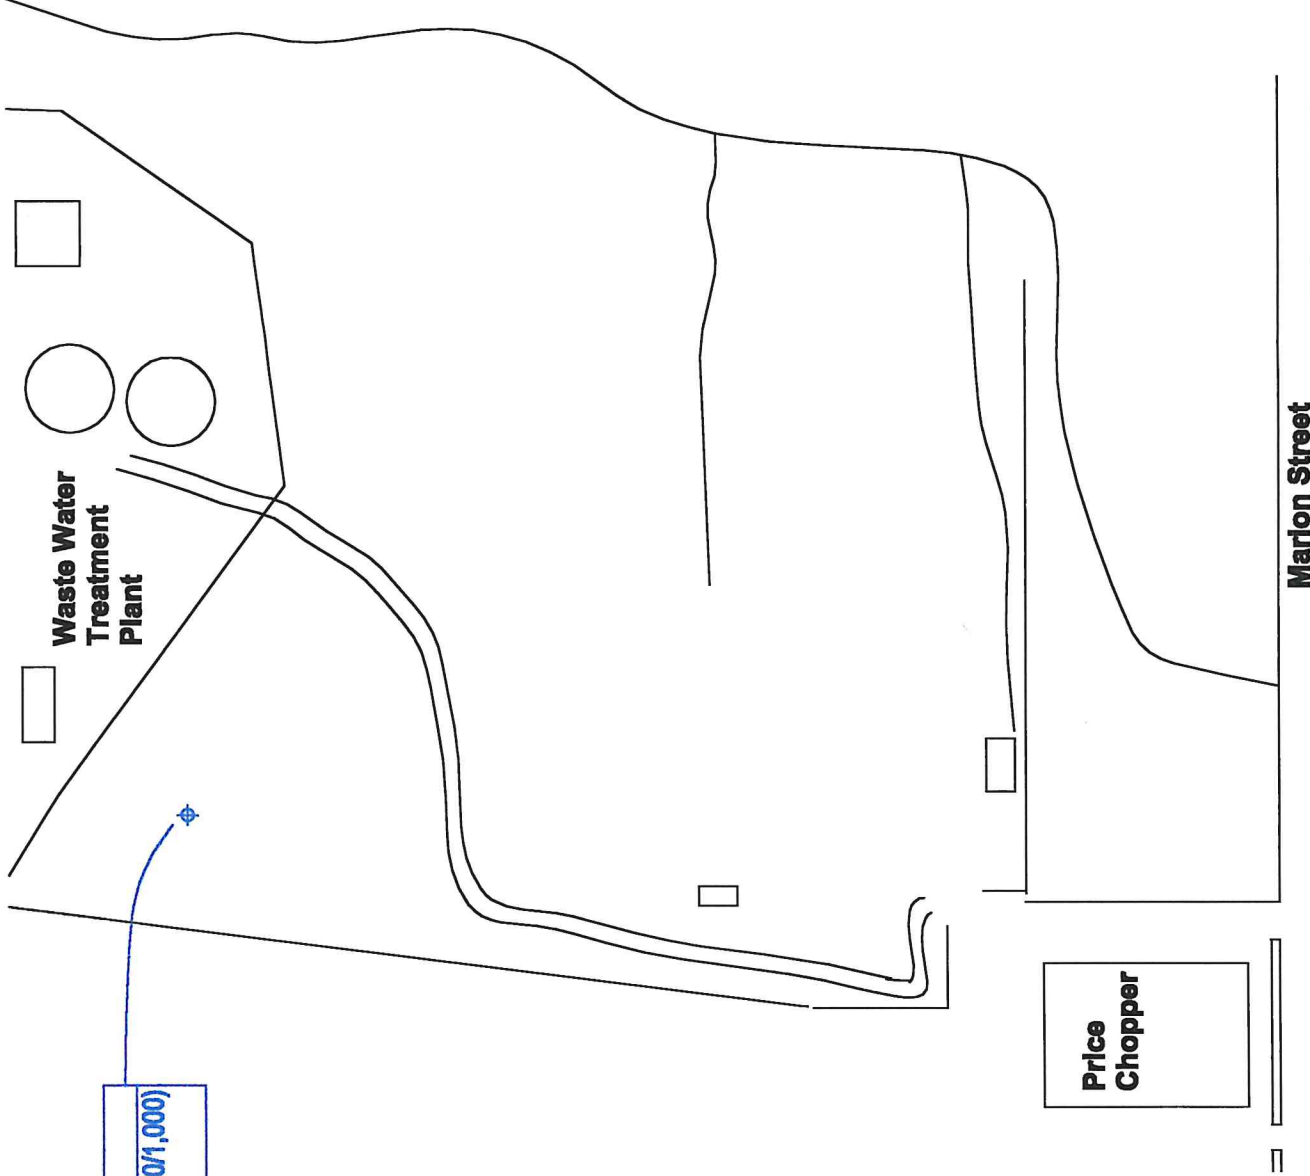 Waste Water
Treatment
Plant
0/1,000)
Price
Chopper
Marion Street